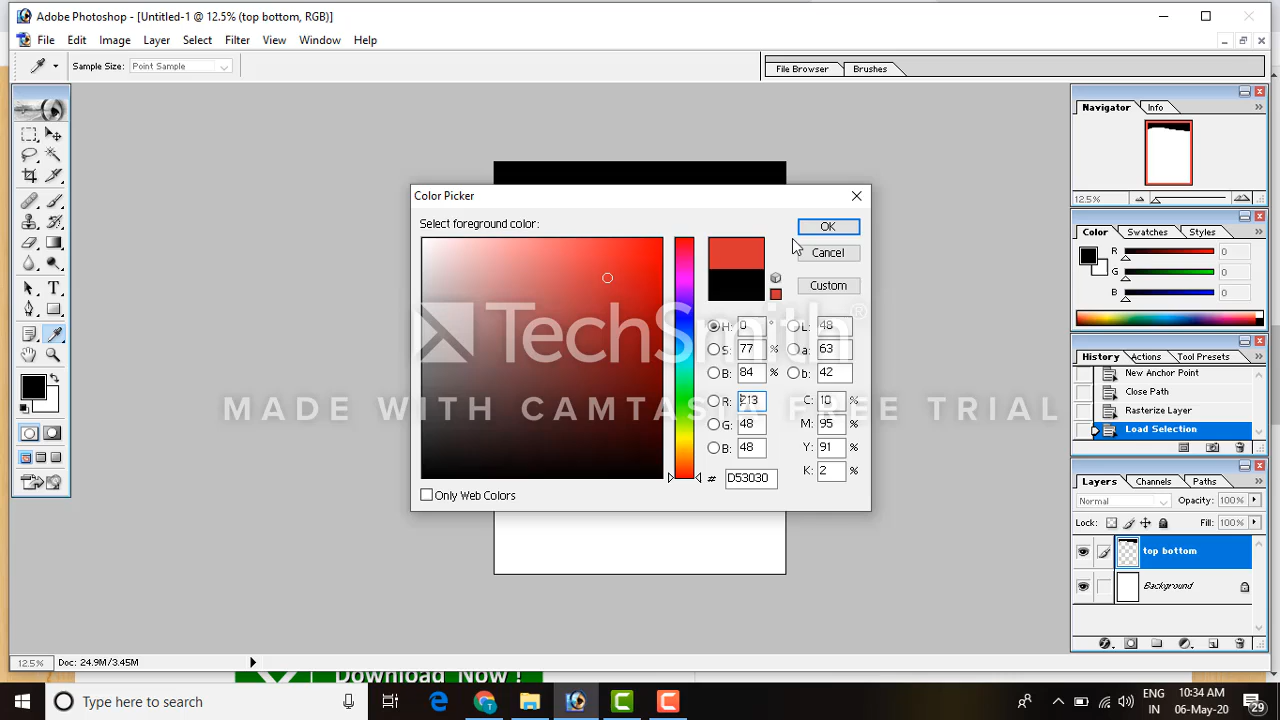 Adobe Photoshop - [Untitled-1 @ 12.5% (top bottom, RGB)]
File Edit Image Layer Select Filter View Window Help
Sample Size: Point Sample
File Browser Brushes
Navigator Info
12.5%
Color Swatches Styles
R 0
G 0
B 0
History Actions Tool Presets
New Anchor Point
Close Path
Rasterize Layer
Load Selection
Layers Channels Paths
Normal Opacity: 100%
Lock: Fill: 100%
top bottom
Background
Color Picker
Select foreground color:
OK
Cancel
Custom
H: 0 ° L: 48
S: 77 % a: 63
B: 84 % b: 42
R: 213 C: 10 %
G: 48 M: 95 %
B: 48 Y: 91 %
# D53030 K: 2 %
Only Web Colors
TechSmith®
MADE WITH CAMTASIA FREE TRIAL
12.5% Doc: 24.9M/3.45M
Download Now !
Type here to search
ENG
IN
10:34 AM
06-May-20
29